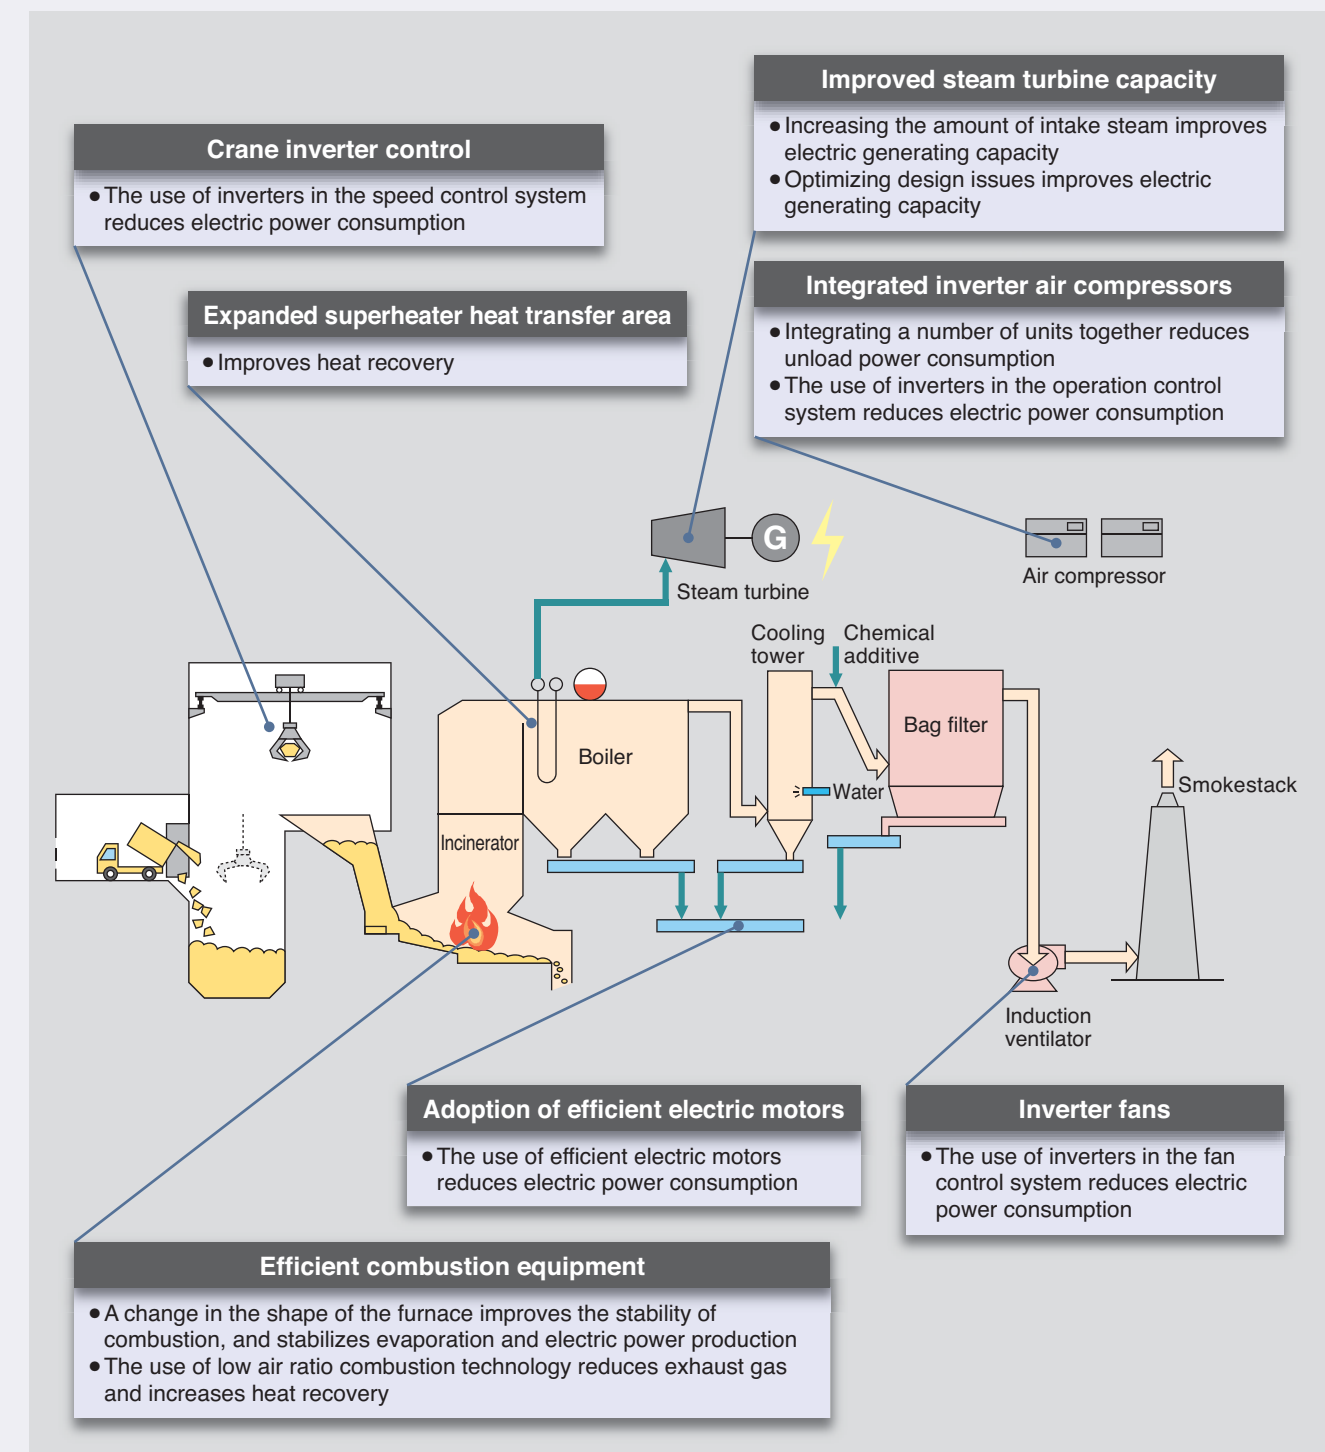 Improved steam turbine capacity
● Increasing the amount of intake steam improves
electric generating capacity
● Optimizing design issues improves electric
generating capacity
Crane inverter control
● The use of inverters in the speed control system
reduces electric power consumption
Integrated inverter air compressors
● Integrating a number of units together reduces
unload power consumption
● The use of inverters in the operation control
system reduces electric power consumption
Expanded superheater heat transfer area
● Improves heat recovery
G
Steam turbine
Air compressor
Cooling
tower
Chemical
additive
Bag filter
Boiler
Water
Smokestack
Incinerator
Induction
ventilator
Adoption of efficient electric motors
● The use of efficient electric motors
reduces electric power consumption
Inverter fans
● The use of inverters in the fan
control system reduces electric
power consumption
Efficient combustion equipment
● A change in the shape of the furnace improves the stability of
combustion, and stabilizes evaporation and electric power production
● The use of low air ratio combustion technology reduces exhaust gas
and increases heat recovery